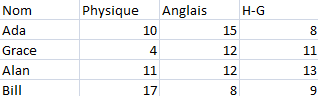 Nom Physique Anglais H-G
Ada 10 15 8
Grace 4 12 11
Alan 11 12 13
Bill 17 8 9